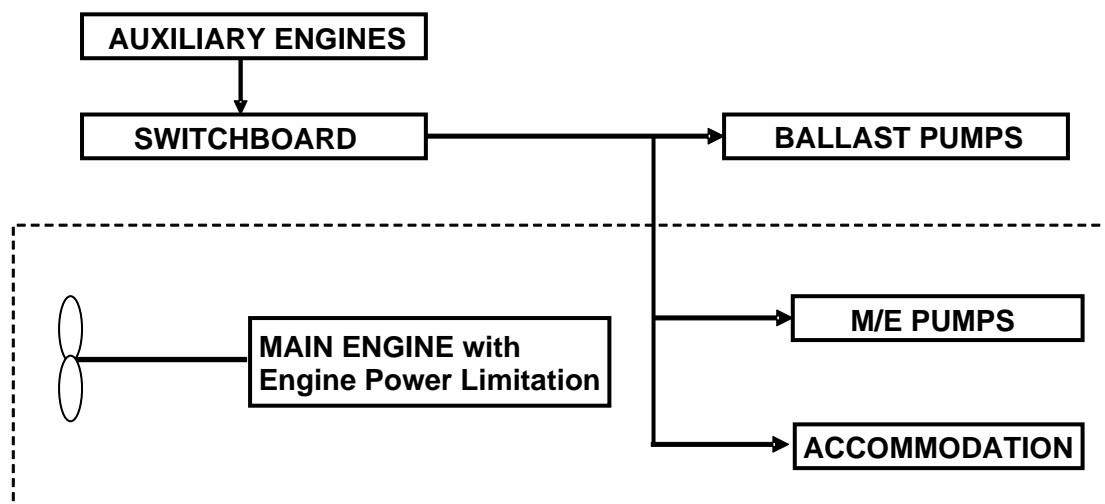 AUXILIARY ENGINES
SWITCHBOARD
BALLAST PUMPS
MAIN ENGINE with
Engine Power Limitation
M/E PUMPS
ACCOMMODATION